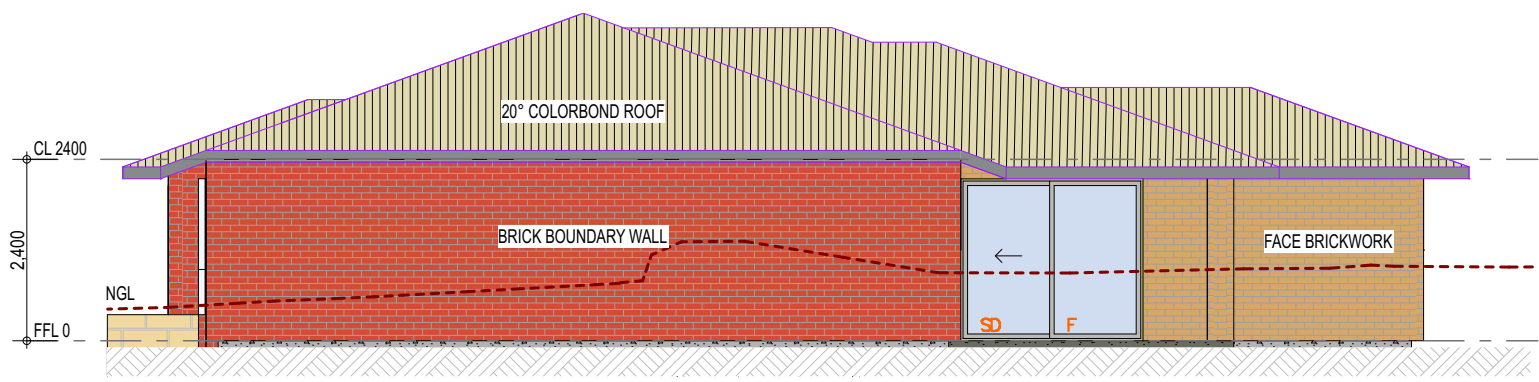 20° COLORBOND ROOF
CL 2400
2,400
BRICK BOUNDARY WALL
FACE BRICKWORK
NGL
SD
F
FFL 0